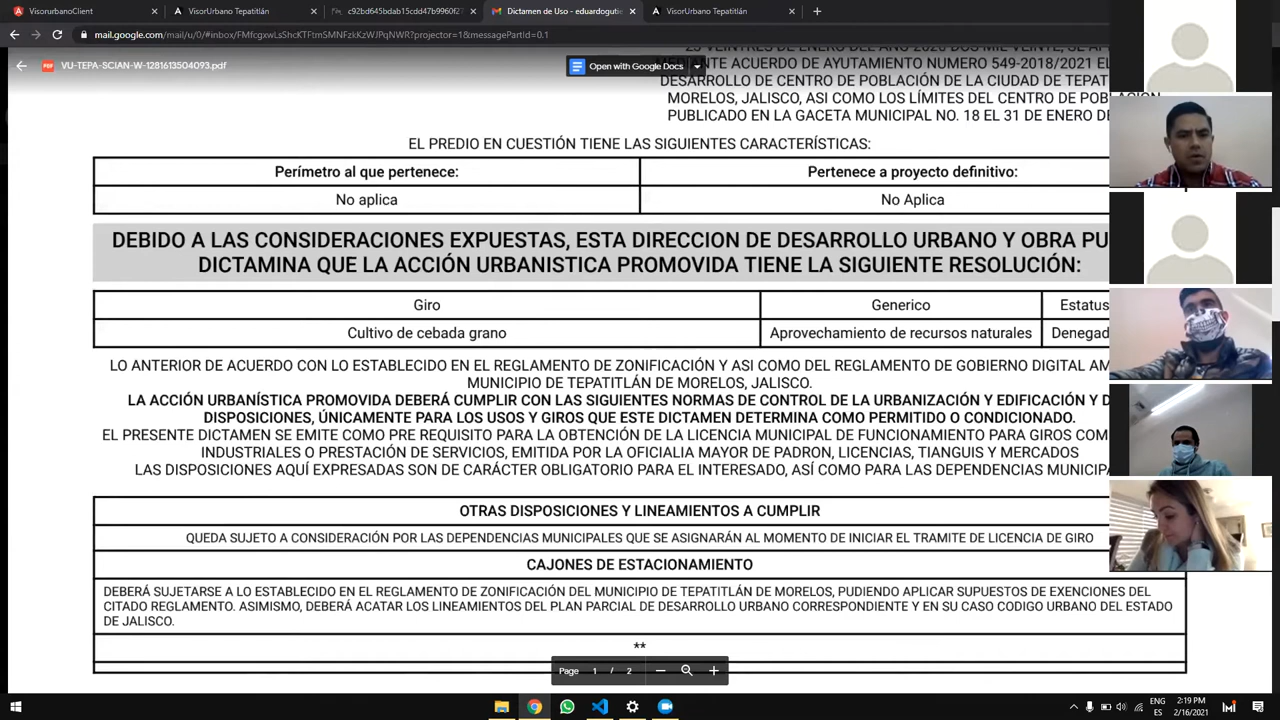 VisorurbanClient
Visorurban Tepatitlán
c92bd645bdab15cdd47b9960f2
Dictamen de Uso - eduardogutie
VisorUrbano Tepatitlán
mail.google.com/mail/u/0/#inbox/FMfcgxwLsShcKTFtmSMNFzkKzWJPqNWR?projector=1&messagePartId=0.1
VU-TEPA-SCIAN-W-1281613504093.pdf
Open with Google Docs
DESARROLLO DE CENTRO DE POBLACIÓN DE LA CIUDAD DE TEPAT
MORELOS, JALISCO, ASI COMO LOS LÍMITES DEL CENTRO DE POB
PUBLICADO EN LA GACETA MUNICIPAL NO. 18 EL 31 DE ENERO DE
EL PREDIO EN CUESTIÓN TIENE LAS SIGUIENTES CARACTERÍSTICAS:
Perímetro al que pertenece:
Pertenece a proyecto definitivo:
No aplica
No Aplica
DEBIDO A LAS CONSIDERACIONES EXPUESTAS, ESTA DIRECCION DE DESARROLLO URBANO Y OBRA PU
DICTAMINA QUE LA ACCIÓN URBANISTICA PROMOVIDA TIENE LA SIGUIENTE RESOLUCIÓN:
Giro
Generico
Estatus
Cultivo de cebada grano
Aprovechamiento de recursos naturales
Denegad
LO ANTERIOR DE ACUERDO CON LO ESTABLECIDO EN EL REGLAMENTO DE ZONIFICACIÓN Y ASI COMO DEL REGLAMENTO DE GOBIERNO DIGITAL AM
MUNICIPIO DE TEPATITLÁN DE MORELOS, JALISCO.
LA ACCIÓN URBANÍSTICA PROMOVIDA DEBERÁ CUMPLIR CON LAS SIGUIENTES NORMAS DE CONTROL DE LA URBANIZACIÓN Y EDIFICACIÓN Y D
DISPOSICIONES, ÚNICAMENTE PARA LOS USOS Y GIROS QUE ESTE DICTAMEN DETERMINA COMO PERMITIDO O CONDICIONADO.
EL PRESENTE DICTAMEN SE EMITE COMO PRE REQUISITO PARA LA OBTENCIÓN DE LA LICENCIA MUNICIPAL DE FUNCIONAMIENTO PARA GIROS COM
INDUSTRIALES O PRESTACIÓN DE SERVICIOS, EMITIDA POR LA OFICIALIA MAYOR DE PADRON, LICENCIAS, TIANGUIS Y MERCADOS
LAS DISPOSICIONES AQUÍ EXPRESADAS SON DE CARÁCTER OBLIGATORIO PARA EL INTERESADO, ASÍ COMO PARA LAS DEPENDENCIAS MUNICIPA
OTRAS DISPOSICIONES Y LINEAMIENTOS A CUMPLIR
QUEDA SUJETO A CONSIDERACIÓN POR LAS DEPENDENCIAS MUNICIPALES QUE SE ASIGNARÁN AL MOMENTO DE INICIAR EL TRAMITE DE LICENCIA DE GIRO
CAJONES DE ESTACIONAMIENTO
DEBERÁ SUJETARSE A LO ESTABLECIDO EN EL REGLAMENTO DE ZONIFICACIÓN DEL MUNICIPIO DE TEPATITLÁN DE MORELOS, PUDIENDO APLICAR SUPUESTOS DE EXENCIONES DEL
CITADO REGLAMENTO. ASIMISMO, DEBERÁ ACATAR LOS LINEAMIENTOS DEL PLAN PARCIAL DE DESARROLLO URBANO CORRESPONDIENTE Y EN SU CASO CODIGO URBANO DEL ESTADO
DE JALISCO.
**
Page 1 / 2
ENG
ES
2:19 PM
2/16/2021